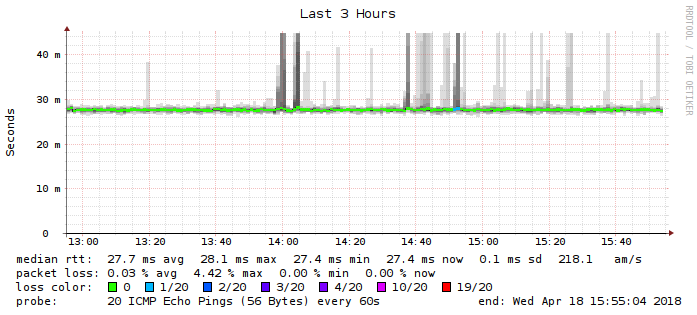 Last 3 Hours
RRDTOOL / TOBI OETIKER
Seconds
40 m
30 m
20 m
10 m
0
13:00 13:20 13:40 14:00 14:20 14:40 15:00 15:20 15:40
median rtt: 27.7 ms avg 28.1 ms max 27.4 ms min 27.4 ms now 0.1 ms sd 218.1 am/s
packet loss: 0.03 % avg 4.42 % max 0.00 % min 0.00 % now
loss color: 0 1/20 2/20 3/20 4/20 10/20 19/20
probe: 20 ICMP Echo Pings (56 Bytes) every 60s end: Wed Apr 18 15:55:04 2018